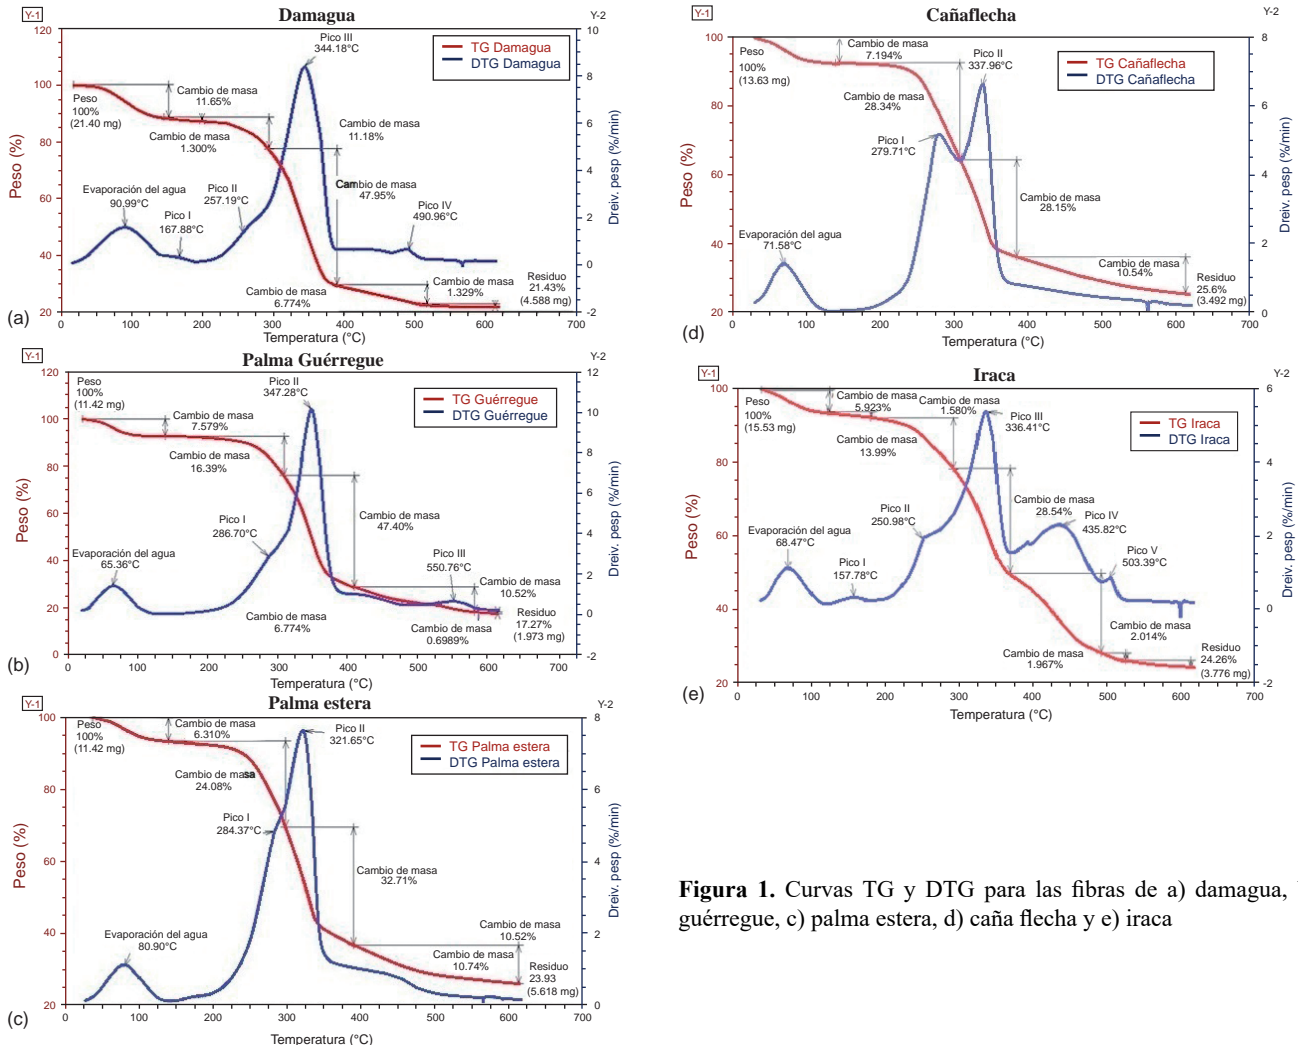 Damagua
Y-1
Y-2
TG Damagua
DTG Damagua
Peso
100%
(21.40 mg)
Cambio de masa
11.65%
Cambio de masa
1.300%
Pico III
344.18°C
Cambio de masa
11.18%
Cambio de masa
47.95%
Evaporación del agua
90.99°C
Pico I
167.88°C
Pico II
257.19°C
Pico IV
490.96°C
Cambio de masa
6.774%
Cambio de masa
1.329%
Residuo
21.43%
(4.588 mg)
Peso (%)
Dreiv. pesp (%/min)
120
100
80
60
40
20
10
8
6
4
2
0
-2
0
100
200
300
400
500
600
700
Temperatura (°C)
(a)
Palma Guérregue
Y-1
Y-2
TG Guérregue
DTG Guérregue
Peso
100%
(11.42 mg)
Cambio de masa
7.579%
Cambio de masa
16.39%
Pico II
347.28°C
Cambio de masa
47.40%
Pico I
286.70°C
Evaporación del agua
65.36°C
Pico III
550.76°C
Cambio de masa
10.52%
Cambio de masa
6.774%
Cambio de masa
0.6989%
Residuo
17.27%
(1.973 mg)
Peso (%)
Dreiv. pesp (%/min)
120
100
80
60
40
20
0
12
10
8
6
4
2
0
-2
0
100
200
300
400
500
600
700
Temperatura (°C)
(b)
Palma estera
Y-1
Y-2
TG Palma estera
DTG Palma estera
Peso
100%
(11.42 mg)
Cambio de masa
6.310%
Cambio de masa
24.08%
Pico II
321.65°C
Pico I
284.37°C
Cambio de masa
32.71%
Evaporación del agua
80.90°C
Cambio de masa
10.52%
Cambio de masa
10.74%
Residuo
23.93
(5.618 mg)
Peso (%)
Dreiv. pesp (%/min)
100
80
60
40
20
8
6
4
2
0
0
100
200
300
400
500
600
700
Temperatura (°C)
(c)
Cañaflecha
Y-1
Y-2
TG Cañaflecha
DTG Cañaflecha
Peso
100%
(13.63 mg)
Cambio de masa
7.194%
Cambio de masa
28.34%
Pico II
337.96°C
Pico I
279.71°C
Cambio de masa
28.15%
Evaporación del agua
71.58°C
Cambio de masa
10.54%
Residuo
25.6%
(3.492 mg)
Peso (%)
Dreiv. pesp (%/min)
100
80
60
40
20
8
6
4
2
0
0
100
200
300
400
500
600
700
Temperatura (°C)
(d)
Iraca
Y-1
Y-2
TG Iraca
DTG Iraca
Peso
100%
(15.53 mg)
Cambio de masa
5.923%
Cambio de masa
1.580%
Cambio de masa
13.99%
Pico III
336.41°C
Pico II
250.98°C
Cambio de masa
28.54%
Pico IV
435.82°C
Evaporación del agua
68.47°C
Pico I
157.78°C
Pico V
503.39°C
Cambio de masa
2.014%
Cambio de masa
1.967%
Residuo
24.26%
(3.776 mg)
Peso (%)
Dreiv. pesp (%/min)
100
80
60
40
20
6
4
2
0
-2
0
100
200
300
400
500
600
700
Temperatura (°C)
(e)
Figura 1. Curvas TG y DTG para las fibras de a) damagua,
guérregue, c) palma estera, d) caña flecha y e) iraca